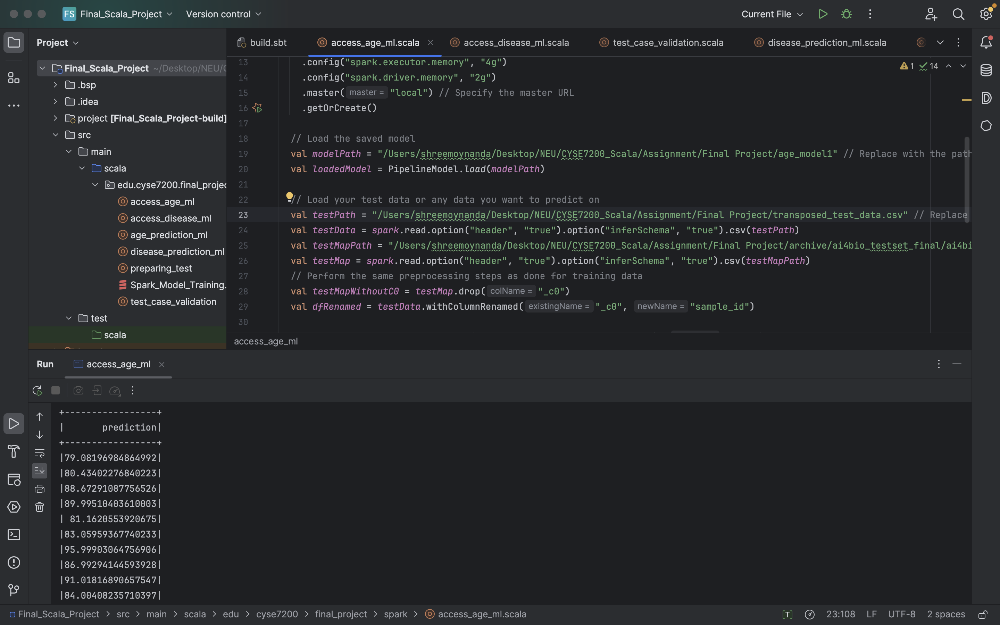 FS Final_Scala_Project Version control Current File
Project
Final_Scala_Project ~/Desktop/NEU/
.bsp
.idea
project [Final_Scala_Project-build]
src
main
scala
edu.cyse7200.final_projec
access_age_ml
access_disease_ml
age_prediction_ml
disease_prediction_ml
preparing_test
Spark_Model_Training.
test_case_validation
test
scala
build.sbt access_age_ml.scala access_disease_ml.scala test_case_validation.scala disease_prediction_ml.scala
1 14
13 .config("spark.executor.memory", "4g")
14 .config("spark.driver.memory", "2g")
15 .master( master = "local") // Specify the master URL
16 .getOrCreate()
17
18 // Load the saved model
19 val modelPath = "/Users/shreemoynanda/Desktop/NEU/CYSE7200_Scala/Assignment/Final Project/age_model1" // Replace with the path
20 val loadedModel = PipelineModel.load(modelPath)
21
22 // Load your test data or any data you want to predict on
23 val testPath = "/Users/shreemoynanda/Desktop/NEU/CYSE7200_Scala/Assignment/Final Project/transposed_test_data.csv" // Replace
24 val testData = spark.read.option("header", "true").option("inferSchema", "true").csv(testPath)
25 val testMapPath = "/Users/shreemoynanda/Desktop/NEU/CYSE7200_Scala/Assignment/Final Project/archive/ai4bio_testset_final/ai4bi
26 val testMap = spark.read.option("header", "true").option("inferSchema", "true").csv(testMapPath)
27 // Perform the same preprocessing steps as done for training data
28 val testMapWithoutC0 = testMap.drop( colName = "_c0")
29 val dfRenamed = testData.withColumnRenamed( existingName = "_c0", newName = "sample_id")
30
access_age_ml
Run access_age_ml
+-----------------+
|       prediction|
+-----------------+
|79.08196984864992|
|80.43402276840223|
|88.67291087756526|
|89.99510403610003|
| 81.1620553920675|
|83.05959367740233|
|95.99903064756906|
|86.99294144593928|
|91.01816890657547|
|84.00408235710397|
Final_Scala_Project > src > main > scala > edu > cyse7200 > final_project > spark > access_age_ml.scala [T] 23:108 LF UTF-8 2 spaces